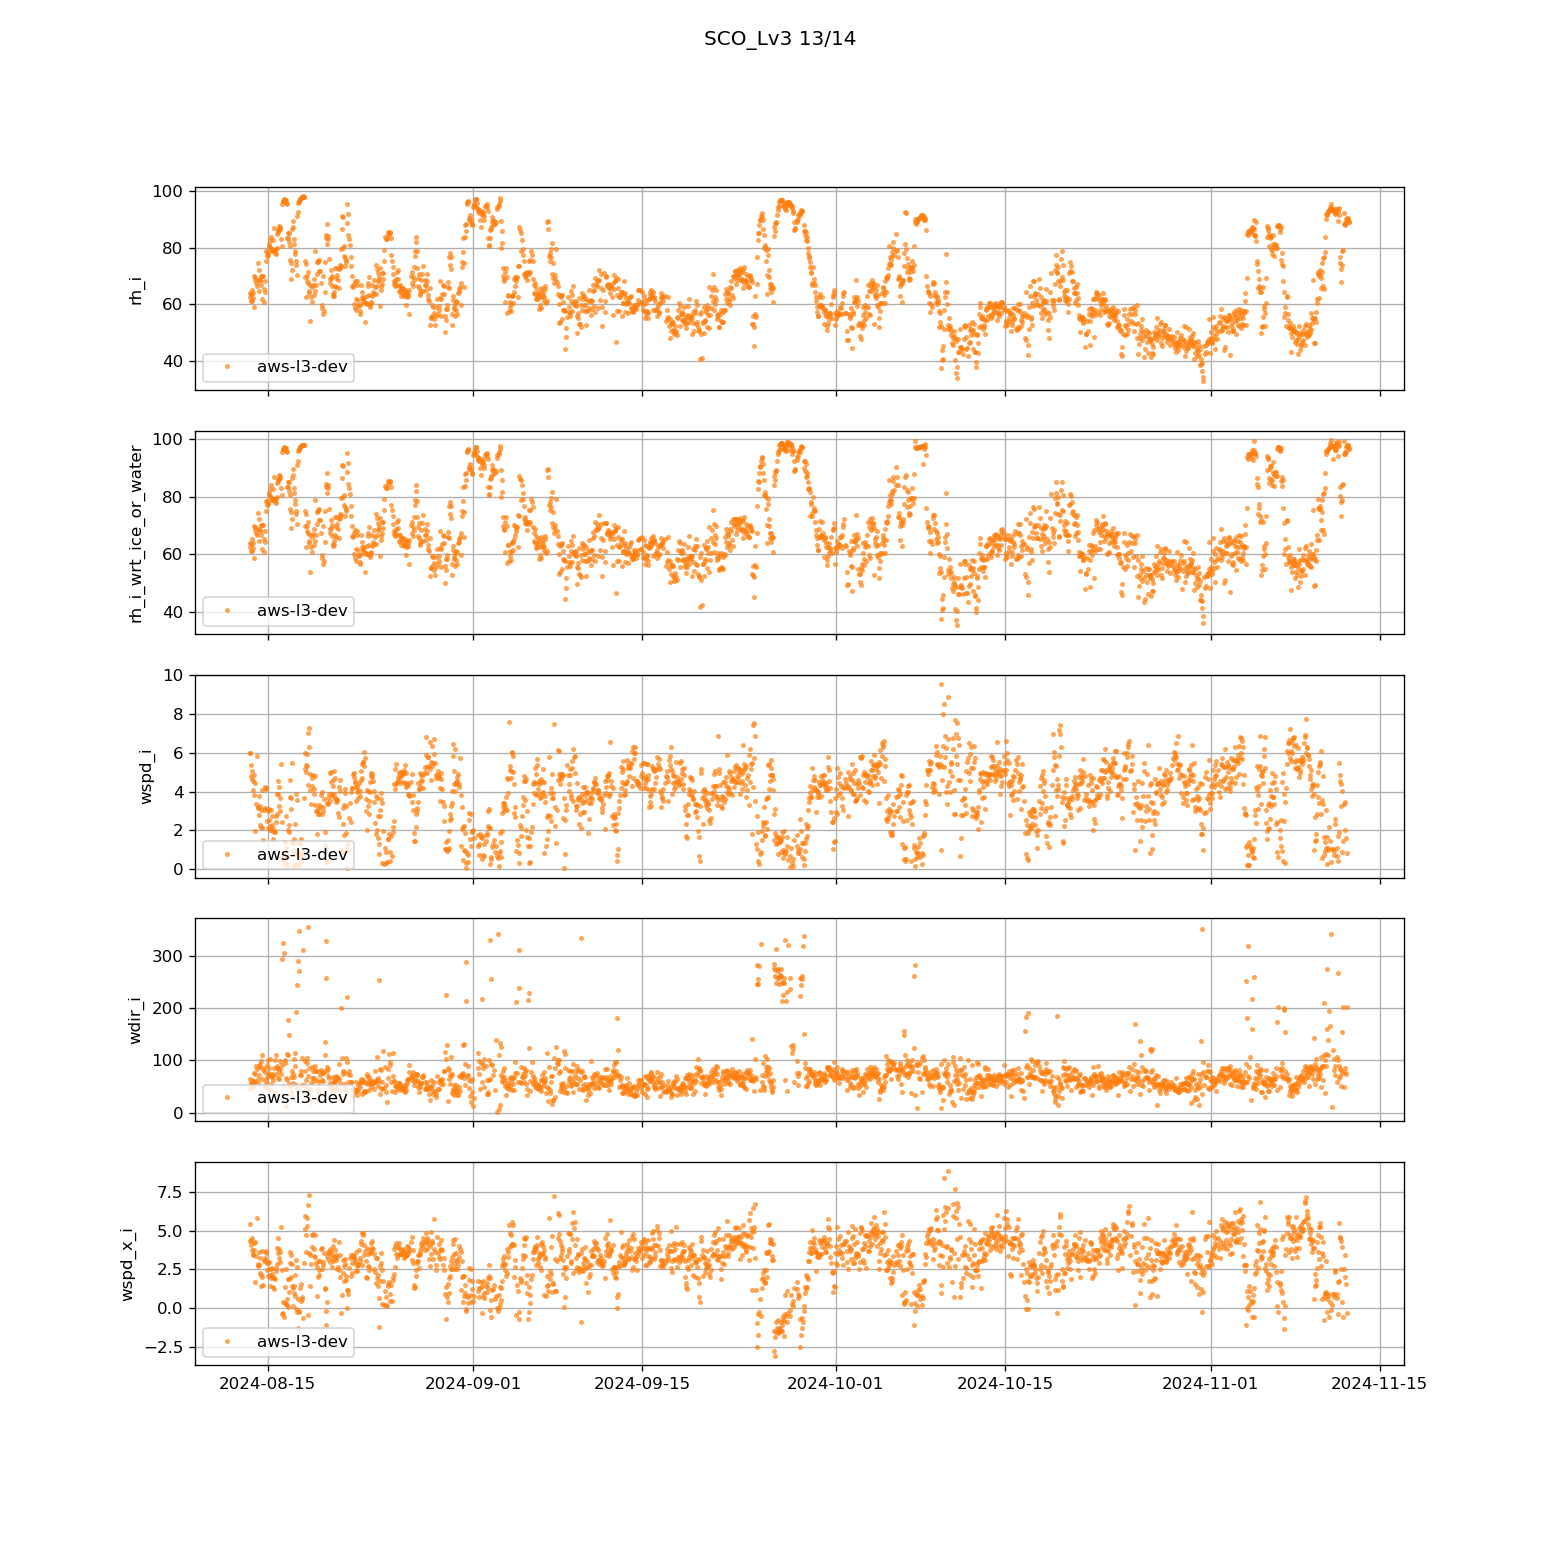 SCO_Lv3 13/14
100
80
60
40
rh_i
aws-l3-dev
100
80
60
40
rh_i_wrt_ice_or_water
aws-l3-dev
10
8
6
4
2
0
wspd_i
aws-l3-dev
300
200
100
0
wdir_i
aws-l3-dev
7.5
5.0
2.5
0.0
−2.5
wspd_x_i
aws-l3-dev
2024-08-15 2024-09-01 2024-09-15 2024-10-01 2024-10-15 2024-11-01 2024-11-15